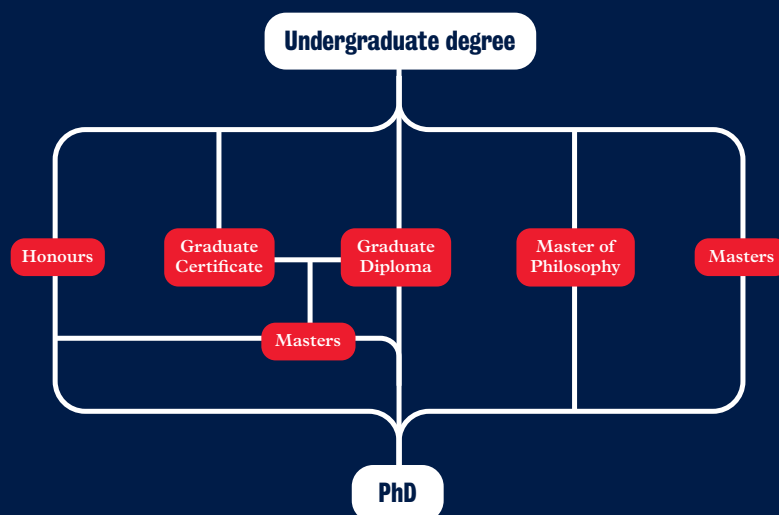 Undergraduate degree
Honours
Graduate
Certificate
Graduate
Diploma
Master of
Philosophy
Masters
Masters
PhD